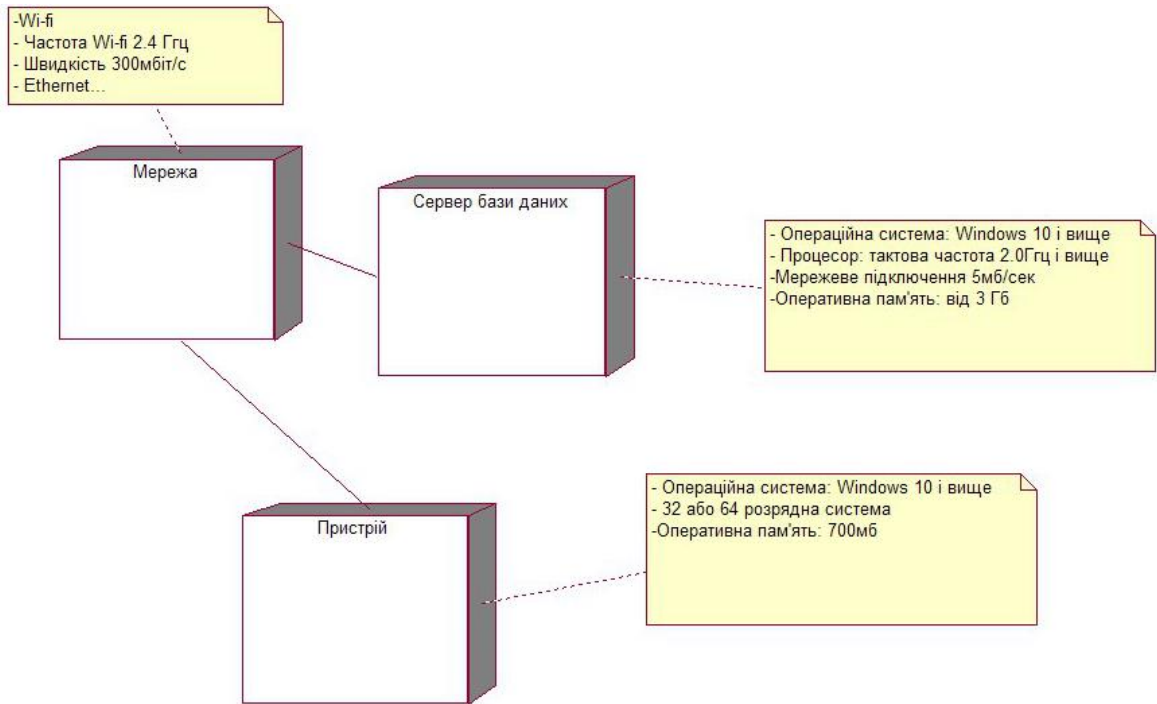 -Wi-fi
- Частота Wi-fi 2.4 Ггц
- Швидкість 300мбіт/с
- Ethernet...
Мережа
Сервер бази даних
- Операційна система: Windows 10 і вище
- Процесор: тактова частота 2.0Ггц і вище
-Мережеве підключення 5мб/сек
-Оперативна пам'ять: від 3 Гб
Пристрій
- Операційна система: Windows 10 і вище
- 32 або 64 розрядна система
-Оперативна пам'ять: 700мб